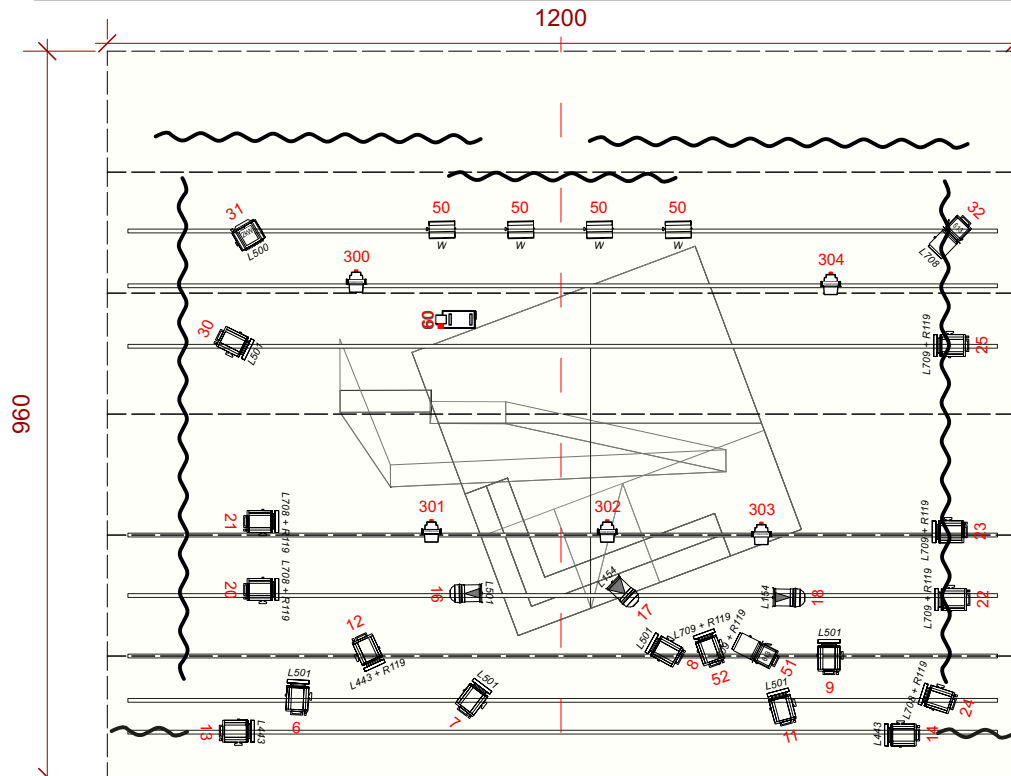 1200
960
31
L500
50
50
50
50
W
W
W
W
32
L708
300
304
60
30
L501
L709 + R119
25
301
302
303
21
L708 + R119
L709 + R119
23
20
L708 + R119
16
L501
L454
17
L154
18
L709 + R119
22
12
L443 + R119
L501
8
L709 + R119
52
51
L501
9
L501
6
L501
7
L501
11
L708 + R119
24
13
L443
L443
14